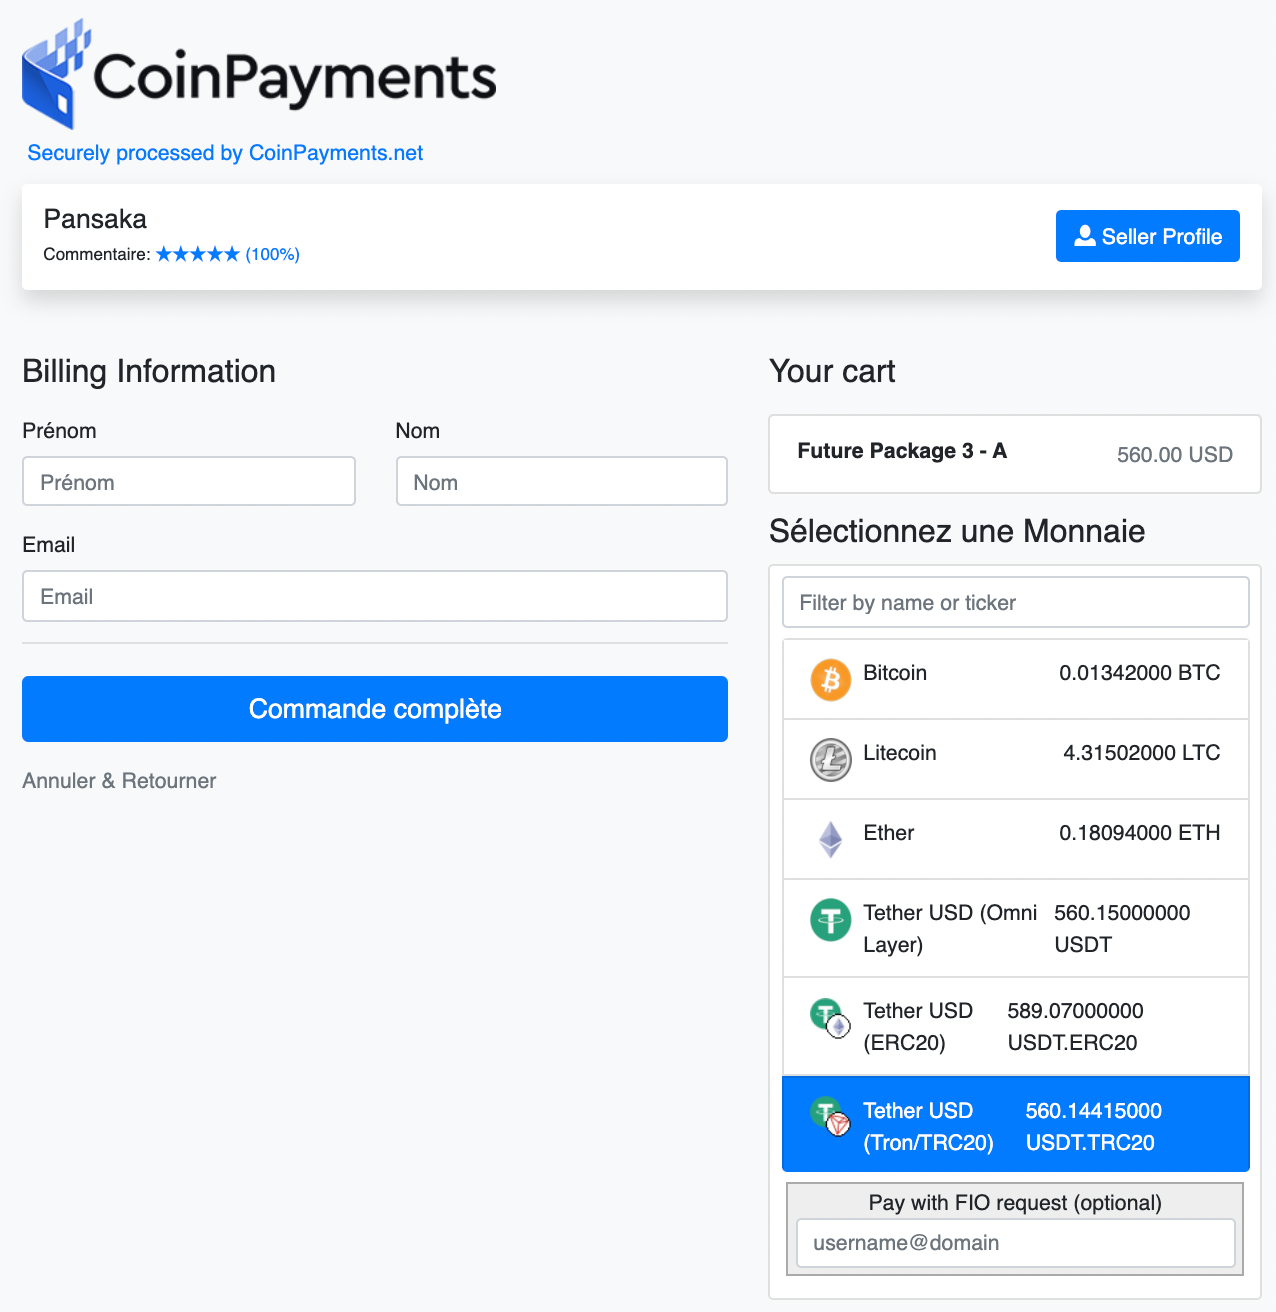 CoinPayments
Securely processed by CoinPayments.net
Pansaka
Commentaire: ★★★★★ (100%)
Seller Profile
Billing Information
Prénom
Nom
Prénom
Nom
Email
Email
Commande complète
Annuler & Retourner
Your cart
Future Package 3 - A
560.00 USD
Sélectionnez une Monnaie
Filter by name or ticker
Bitcoin
0.01342000 BTC
Litecoin
4.31502000 LTC
Ether
0.18094000 ETH
Tether USD (Omni
Layer)
560.15000000
USDT
Tether USD
(ERC20)
589.07000000
USDT.ERC20
Tether USD
(Tron/TRC20)
560.14415000
USDT.TRC20
Pay with FIO request (optional)
username@domain